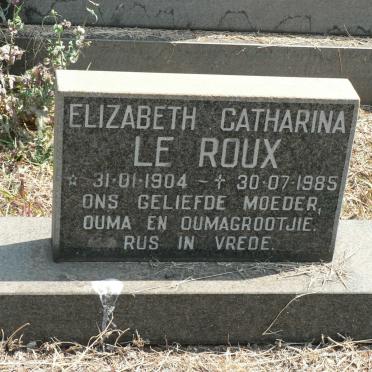 ELIZABETH CATHARINA
LE ROUX
☆ 31·01·1904 – ✝ 30·07·1985
ONS GELIEFDE MOEDER,
OUMA EN OUMAGROOTJIE.
RUS IN VREDE.